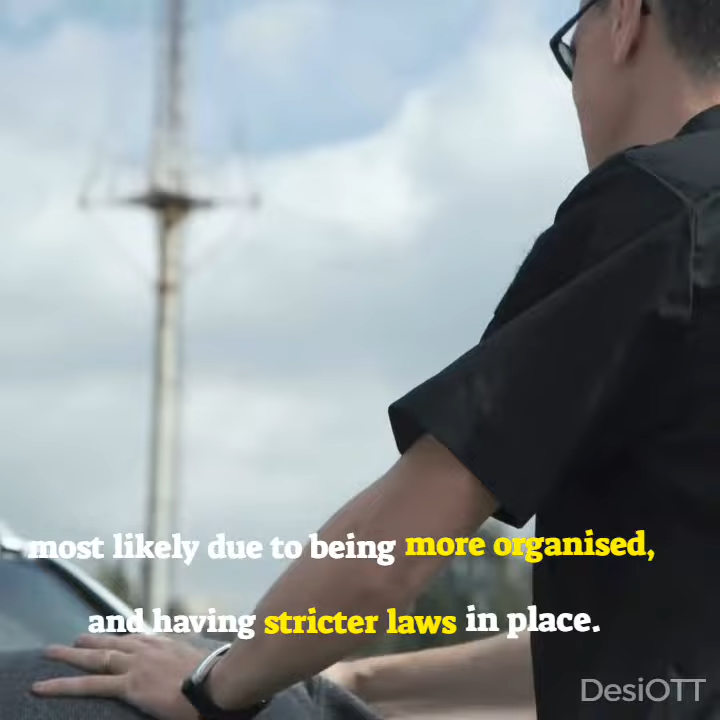 most likely due to being more organised,
and having stricter laws in place.
DesiOTT